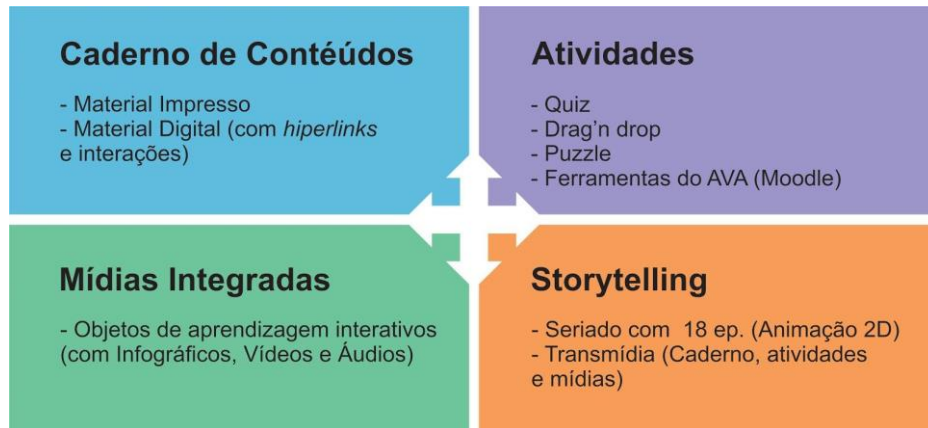 Caderno de Contéúdos
- Material Impresso
- Material Digital (com hiperlinks
e interações)
Atividades
- Quiz
- Drag’n drop
- Puzzle
- Ferramentas do AVA (Moodle)
Mídias Integradas
- Objetos de aprendizagem interativos
(com Infográficos, Vídeos e Áudios)
Storytelling
- Seriado com 18 ep. (Animação 2D)
- Transmídia (Caderno, atividades
e mídias)